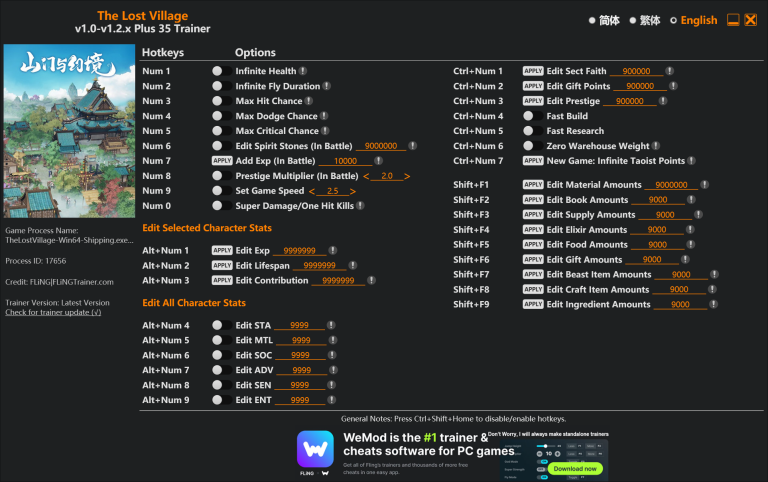 The Lost Village
v1.0-v1.2.x Plus 35 Trainer
简体 繁体 English
山门与幻境
Game Process Name:
TheLostVillage-Win64-Shipping.exe...
Process ID: 17656
Credit: FLiNG|FLiNGTrainer.com
Trainer Version: Latest Version
Check for trainer update (√)
Hotkeys Options
Num 1 Infinite Health !
Num 2 Infinite Fly Duration !
Num 3 Max Hit Chance !
Num 4 Max Dodge Chance !
Num 5 Max Critical Chance !
Num 6 Edit Spirit Stones (In Battle) 9000000 !
Num 7 APPLY Add Exp (In Battle) 10000 !
Num 8 Prestige Multiplier (In Battle) < 2.0 >
Num 9 Set Game Speed < 2.5 >
Num 0 Super Damage/One Hit Kills !
Edit Selected Character Stats
Alt+Num 1 APPLY Edit Exp 9999999 !
Alt+Num 2 APPLY Edit Lifespan 9999999 !
Alt+Num 3 APPLY Edit Contribution 9999999 !
Edit All Character Stats
Alt+Num 4 Edit STA 9999 !
Alt+Num 5 Edit MTL 9999 !
Alt+Num 6 Edit SOC 9999 !
Alt+Num 7 Edit ADV 9999 !
Alt+Num 8 Edit SEN 9999 !
Alt+Num 9 Edit ENT 9999 !
Ctrl+Num 1 APPLY Edit Sect Faith 900000 !
Ctrl+Num 2 APPLY Edit Gift Points 900000 !
Ctrl+Num 3 APPLY Edit Prestige 900000 !
Ctrl+Num 4 Fast Build
Ctrl+Num 5 Fast Research
Ctrl+Num 6 Zero Warehouse Weight !
Ctrl+Num 7 APPLY New Game: Infinite Taoist Points !
Shift+F1 APPLY Edit Material Amounts 9000000 !
Shift+F2 APPLY Edit Book Amounts 9000 !
Shift+F3 APPLY Edit Supply Amounts 9000 !
Shift+F4 APPLY Edit Elixir Amounts 9000 !
Shift+F5 APPLY Edit Food Amounts 9000 !
Shift+F6 APPLY Edit Gift Amounts 9000 !
Shift+F7 APPLY Edit Beast Item Amounts 9000 !
Shift+F8 APPLY Edit Craft Item Amounts 9000 !
Shift+F9 APPLY Edit Ingredient Amounts 9000 !
General Notes: Press Ctrl+Shift+Home to disable/enable hotkeys.
FLiNG
WeMod is the #1 trainer &
cheats software for PC games
Get all of Fling's trainers and thousands of more free
cheats in one easy app.
Don't Worry, I will always make standalone trainers
Download now